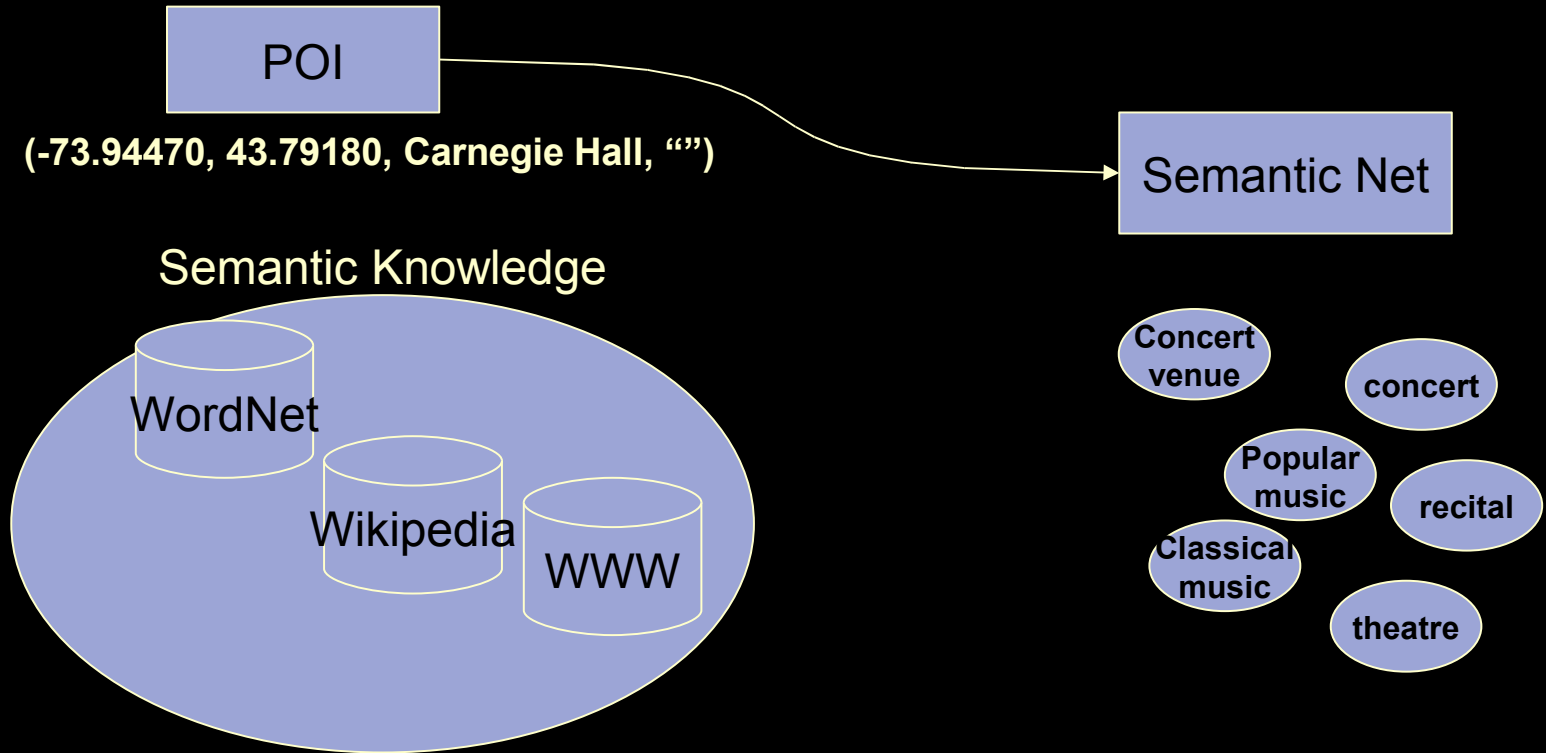 POI
(-73.94470, 43.79180, Carnegie Hall, “”)
Semantic Net
Semantic Knowledge
WordNet
Wikipedia
WWW
Concert
venue
concert
Popular
music
recital
Classical
music
theatre